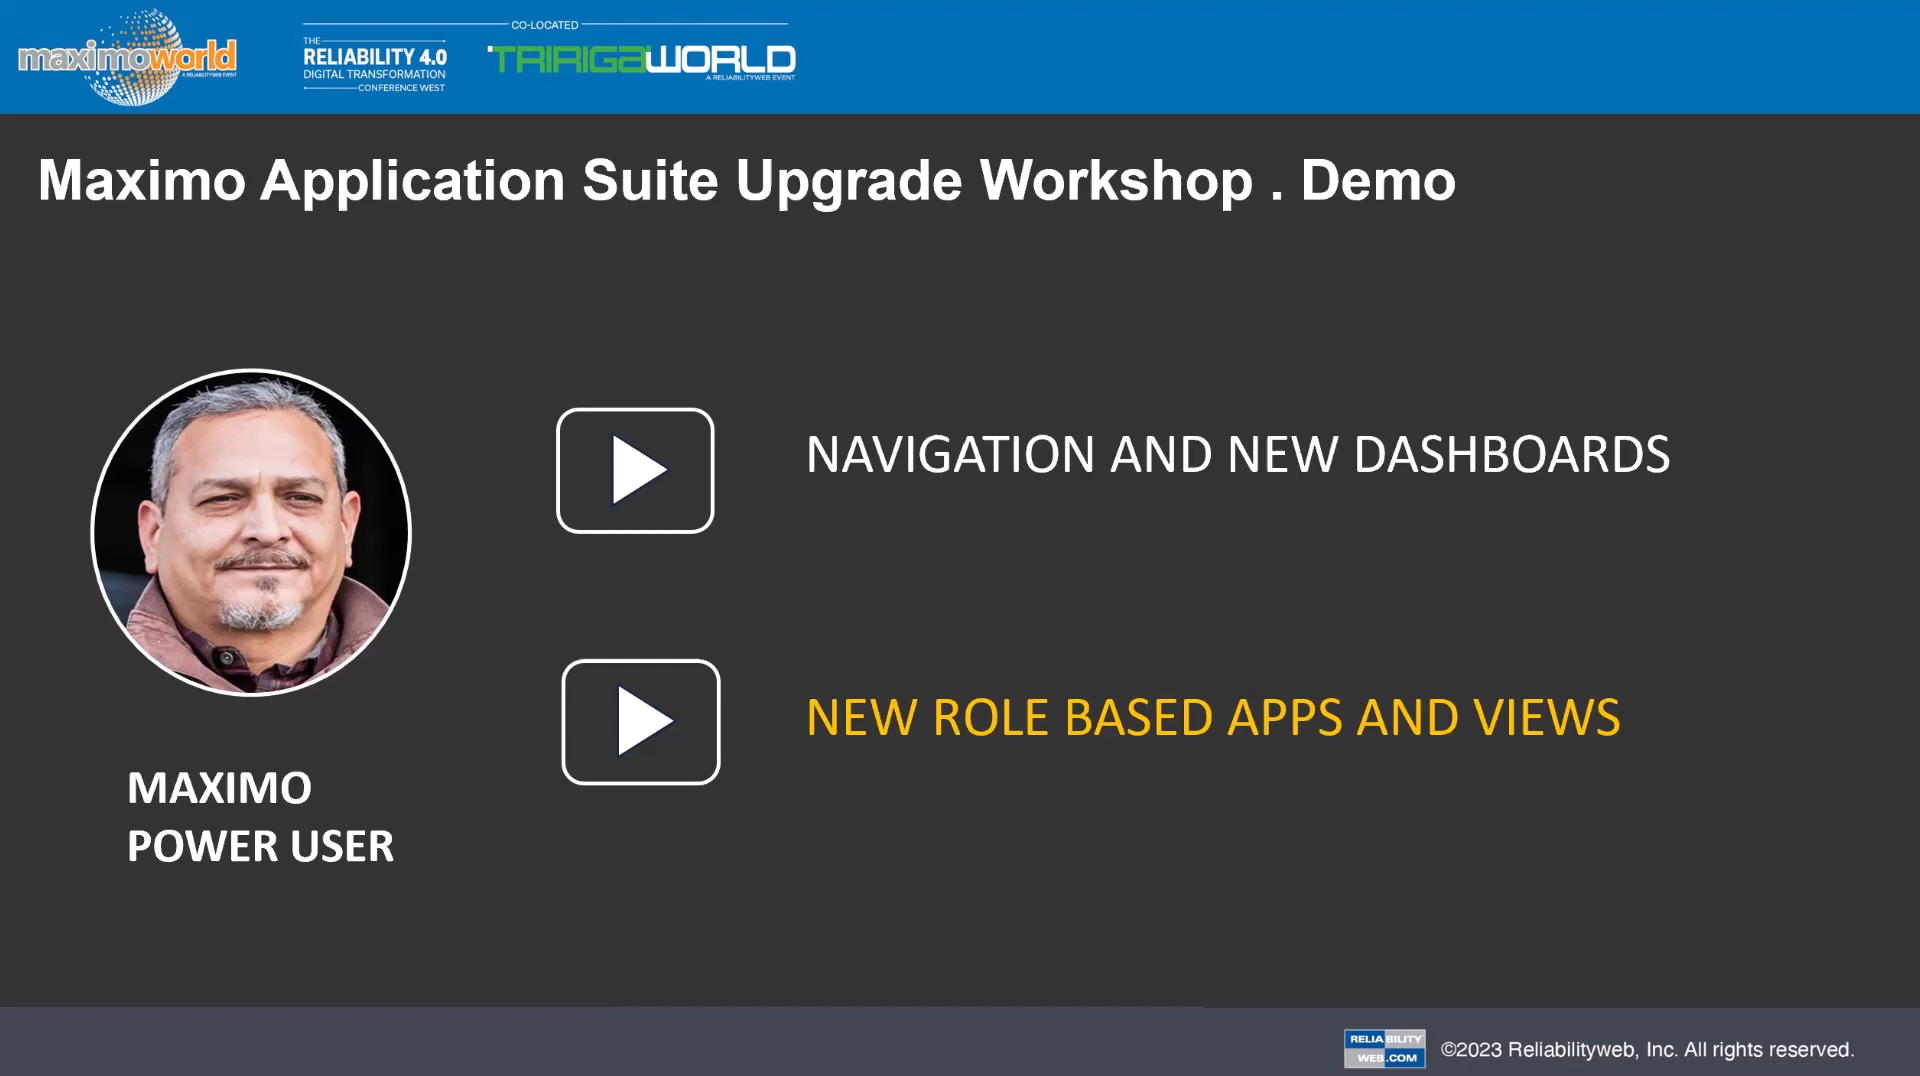 maximoworld
A RELIABILITYWEB EVENT
THE
RELIABILITY 4.0
DIGITAL TRANSFORMATION
CONFERENCE WEST
CO-LOCATED
TRIRIGAWORLD
A RELIABILITYWEB EVENT
Maximo Application Suite Upgrade Workshop . Demo
NAVIGATION AND NEW DASHBOARDS
NEW ROLE BASED APPS AND VIEWS
MAXIMO
POWER USER
RELIABILITY
WEB.COM
©2023 Reliabilityweb, Inc. All rights reserved.